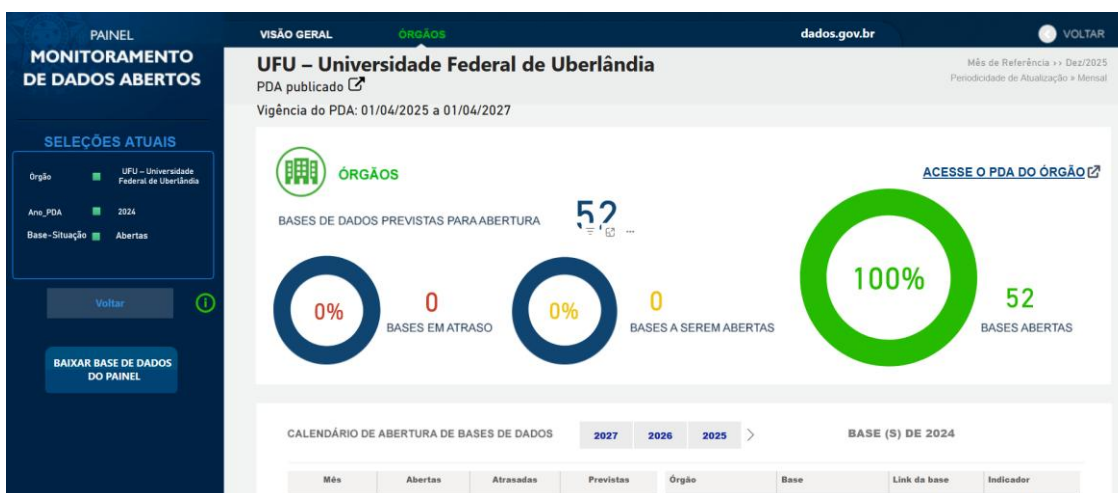 PAINEL
MONITORAMENTO
DE DADOS ABERTOS
SELEÇÕES ATUAIS
Órgão UFU – Universidade
Federal de Uberlândia
Ano_PDA 2024
Base-Situação Abertas
Voltar
BAIXAR BASE DE DADOS
DO PAINEL
VISÃO GERAL ÓRGÃOS dados.gov.br VOLTAR
UFU – Universidade Federal de Uberlândia
PDA publicado
Vigência do PDA: 01/04/2025 a 01/04/2027
Mês de Referência >> Dez/2025
Periodicidade de Atualização » Mensal
ÓRGÃOS
ACESSE O PDA DO ÓRGÃO
BASES DE DADOS PREVISTAS PARA ABERTURA 52
0% 0
BASES EM ATRASO
0% 0
BASES A SEREM ABERTAS
100% 52
BASES ABERTAS
CALENDÁRIO DE ABERTURA DE BASES DE DADOS 2027 2026 2025
BASE (S) DE 2024
Mês Abertas Atrasadas Previstas Órgão Base Link da base Indicador